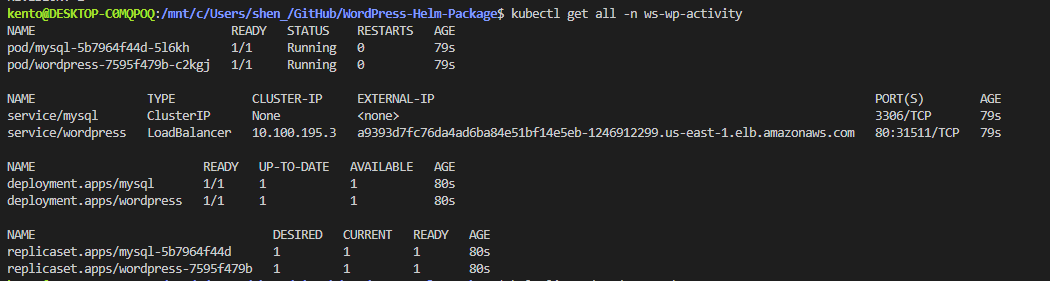 kento@DESKTOP-C0MQPOQ:/mnt/c/Users/shen_/GitHub/WordPress-Helm-Package$ kubectl get all -n ws-wp-activity
NAME READY STATUS RESTARTS AGE
pod/mysql-5b7964f44d-5l6kh 1/1 Running 0 79s
pod/wordpress-7595f479b-c2kgj 1/1 Running 0 79s
NAME TYPE CLUSTER-IP EXTERNAL-IP PORT(S) AGE
service/mysql ClusterIP None <none> 3306/TCP 79s
service/wordpress LoadBalancer 10.100.195.3 a9393d7fc76da4ad6ba84e51bf14e5eb-1246912299.us-east-1.elb.amazonaws.com 80:31511/TCP 79s
NAME READY UP-TO-DATE AVAILABLE AGE
deployment.apps/mysql 1/1 1 1 80s
deployment.apps/wordpress 1/1 1 1 80s
NAME DESIRED CURRENT READY AGE
replicaset.apps/mysql-5b7964f44d 1 1 1 80s
replicaset.apps/wordpress-7595f479b 1 1 1 80s